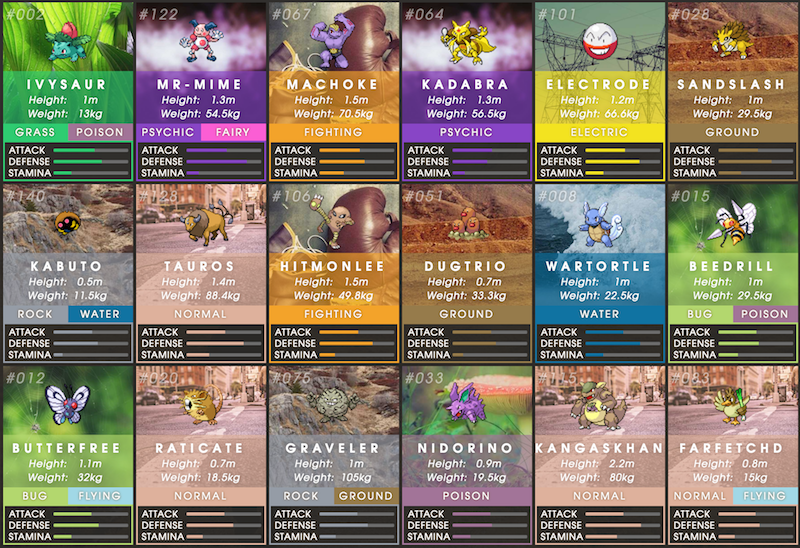 #002
IVYSAUR
Height: 1m
Weight: 13kg
GRASS POISON
ATTACK
DEFENSE
STAMINA
#122
MR-MIME
Height: 1.3m
Weight: 54.5kg
PSYCHIC FAIRY
ATTACK
DEFENSE
STAMINA
#067
MACHOKE
Height: 1.5m
Weight: 70.5kg
FIGHTING
ATTACK
DEFENSE
STAMINA
#064
KADABRA
Height: 1.3m
Weight: 56.5kg
PSYCHIC
ATTACK
DEFENSE
STAMINA
#101
ELECTRODE
Height: 1.2m
Weight: 66.6kg
ELECTRIC
ATTACK
DEFENSE
STAMINA
#028
SANDSLASH
Height: 1m
Weight: 29.5kg
GROUND
ATTACK
DEFENSE
STAMINA
#140
KABUTO
Height: 0.5m
Weight: 11.5kg
ROCK WATER
ATTACK
DEFENSE
STAMINA
#128
TAUROS
Height: 1.4m
Weight: 88.4kg
NORMAL
ATTACK
DEFENSE
STAMINA
#106
HITMONLEE
Height: 1.5m
Weight: 49.8kg
FIGHTING
ATTACK
DEFENSE
STAMINA
#051
DUGTRIO
Height: 0.7m
Weight: 33.3kg
GROUND
ATTACK
DEFENSE
STAMINA
#008
WARTORTLE
Height: 1m
Weight: 22.5kg
WATER
ATTACK
DEFENSE
STAMINA
#015
BEEDRILL
Height: 1m
Weight: 29.5kg
BUG POISON
ATTACK
DEFENSE
STAMINA
#012
BUTTERFREE
Height: 1.1m
Weight: 32kg
BUG FLYING
ATTACK
DEFENSE
STAMINA
#020
RATICATE
Height: 0.7m
Weight: 18.5kg
NORMAL
ATTACK
DEFENSE
STAMINA
#075
GRAVELER
Height: 1m
Weight: 105kg
ROCK GROUND
ATTACK
DEFENSE
STAMINA
#033
NIDORINO
Height: 0.9m
Weight: 19.5kg
POISON
ATTACK
DEFENSE
STAMINA
#115
KANGASKHAN
Height: 2.2m
Weight: 80kg
NORMAL
ATTACK
DEFENSE
STAMINA
#083
FARFETCHD
Height: 0.8m
Weight: 15kg
NORMAL FLYING
ATTACK
DEFENSE
STAMINA